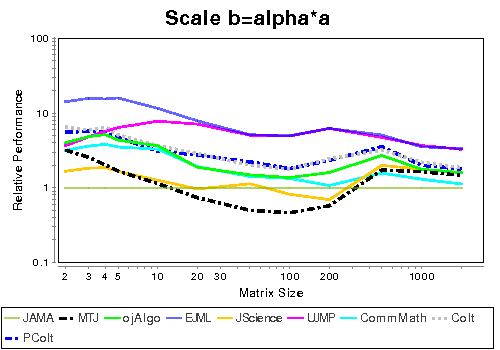 Scale b=alpha*a
Relative Performance
100
10
1
0.1
2 3 4 5 10 20 30 100 200 1000
Matrix Size
JAMA MTJ ojAlgo EJML JScience UJMP CommMath Colt
PColt